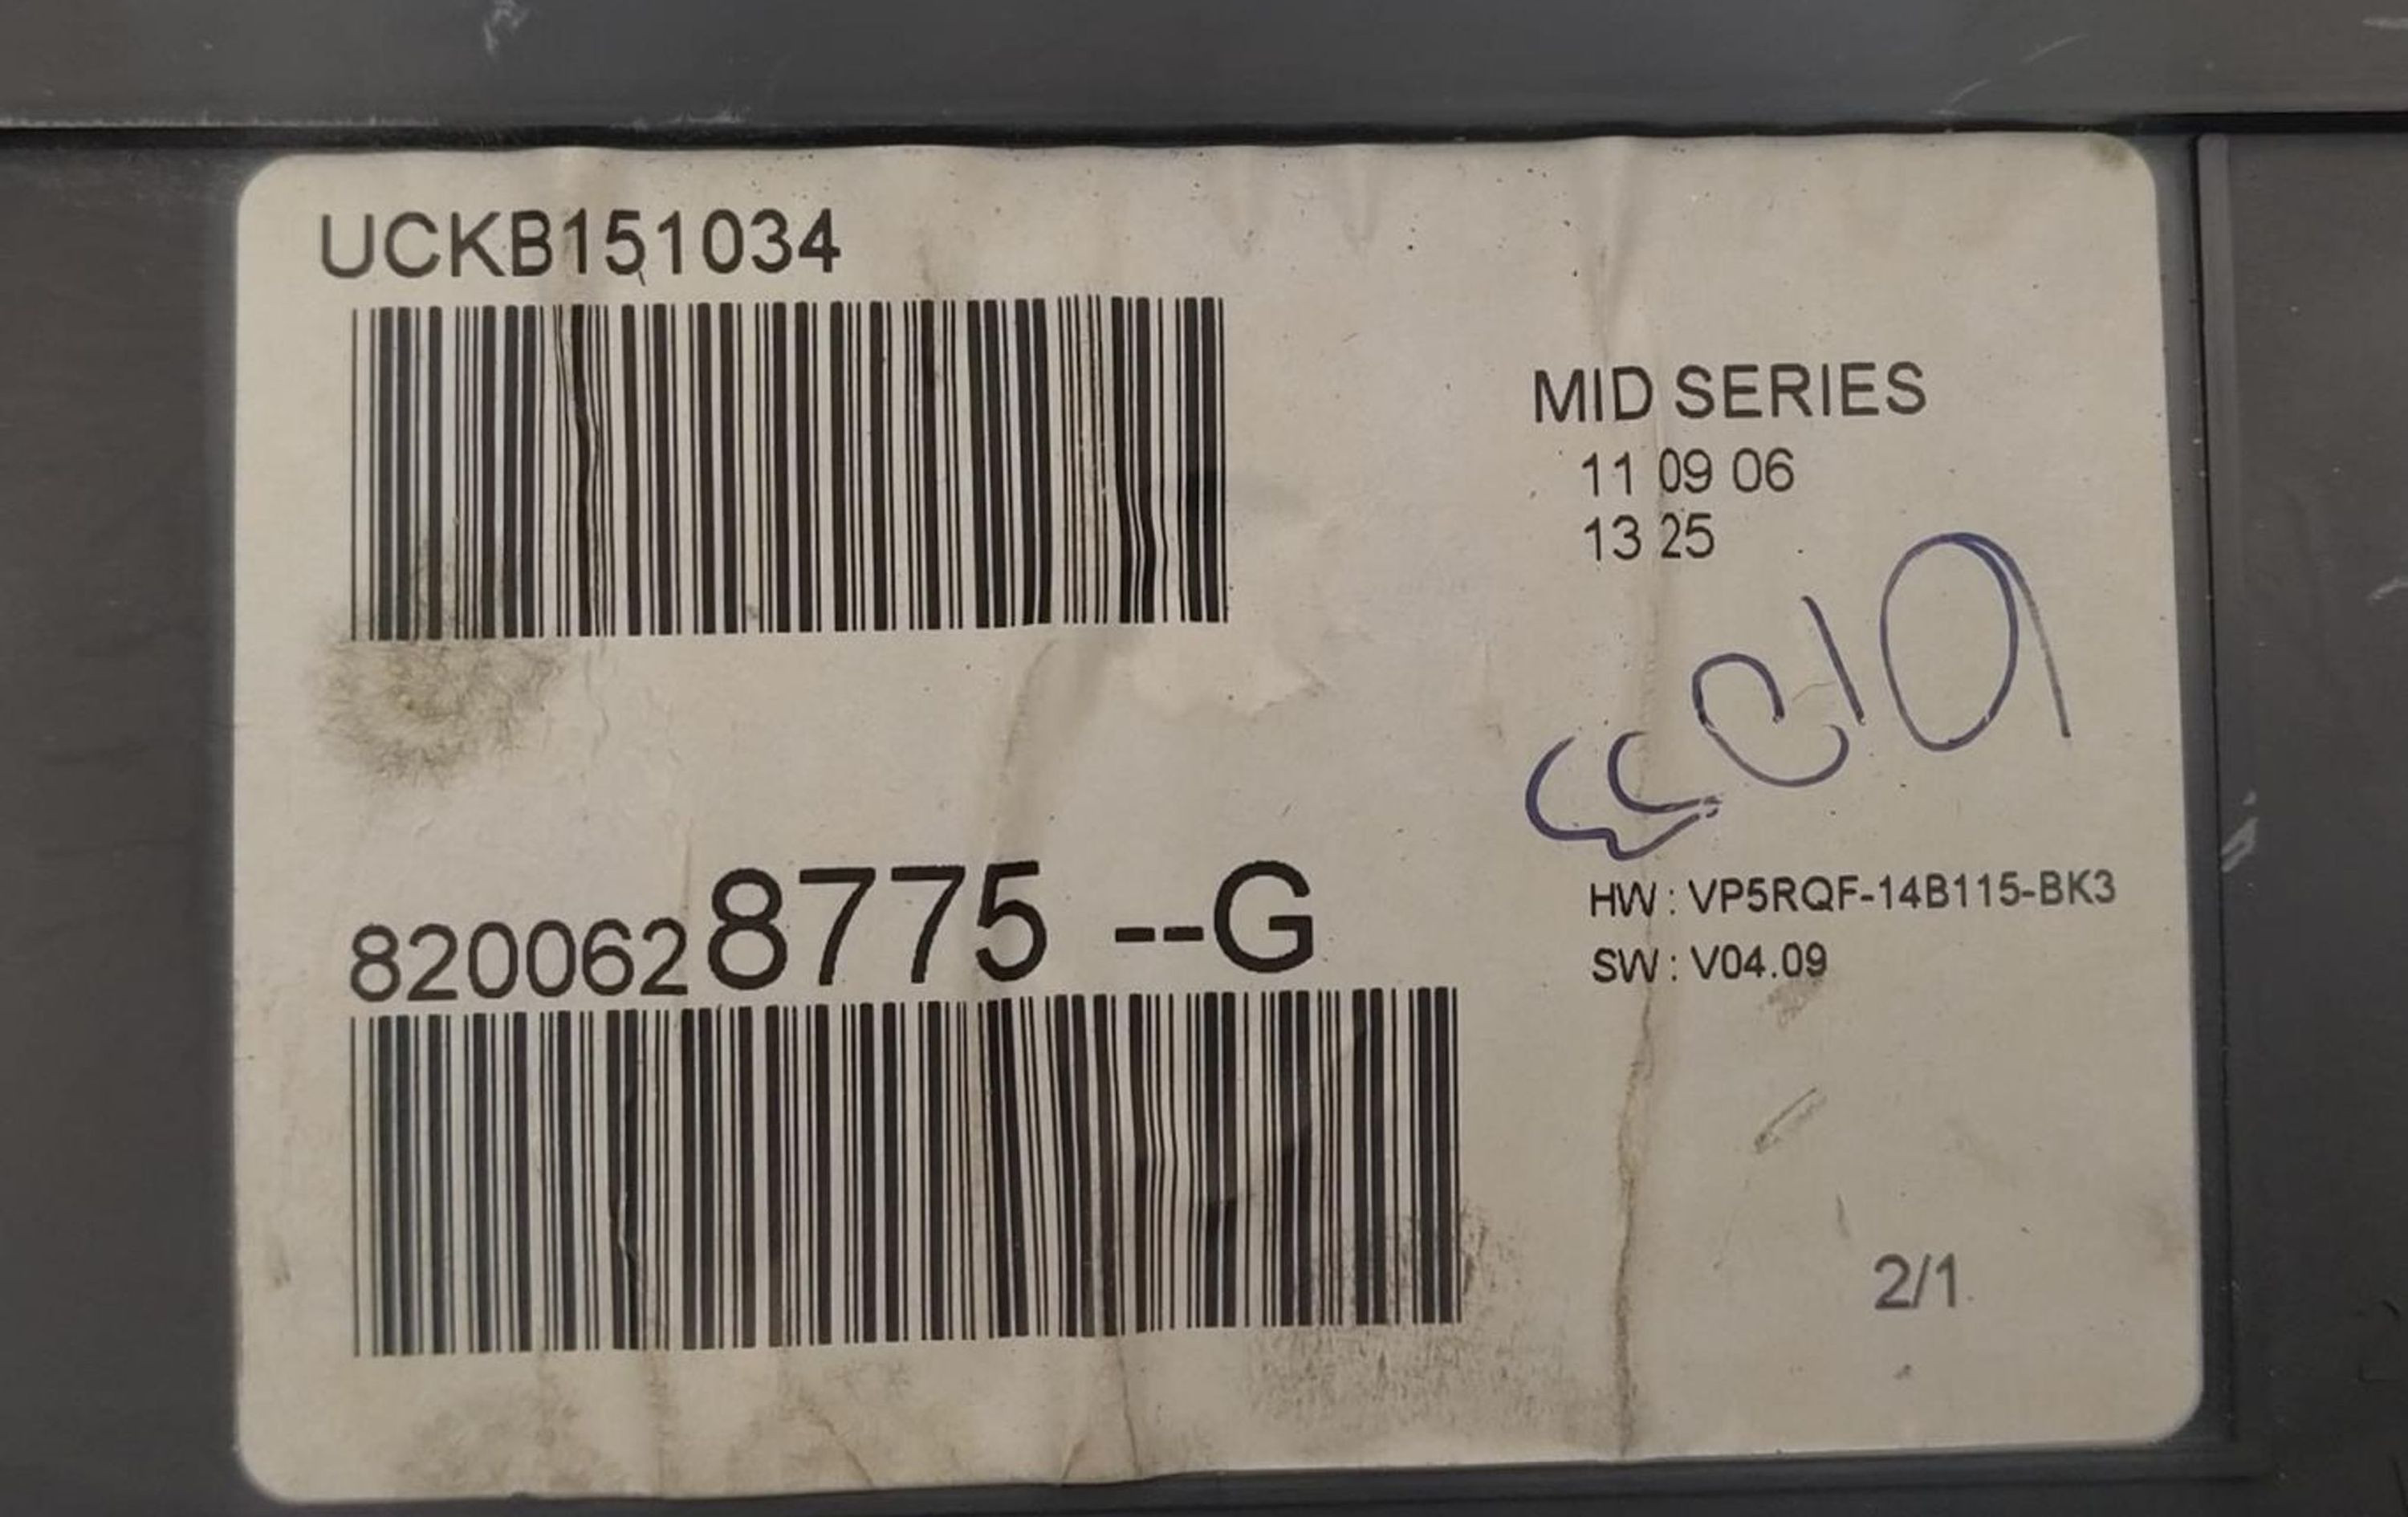 UCKB151034
MID SERIES
11 09 06
13 25
8200628775 --G
HW : VP5RQF-14B115-BK3
SW : V04.09
2/1